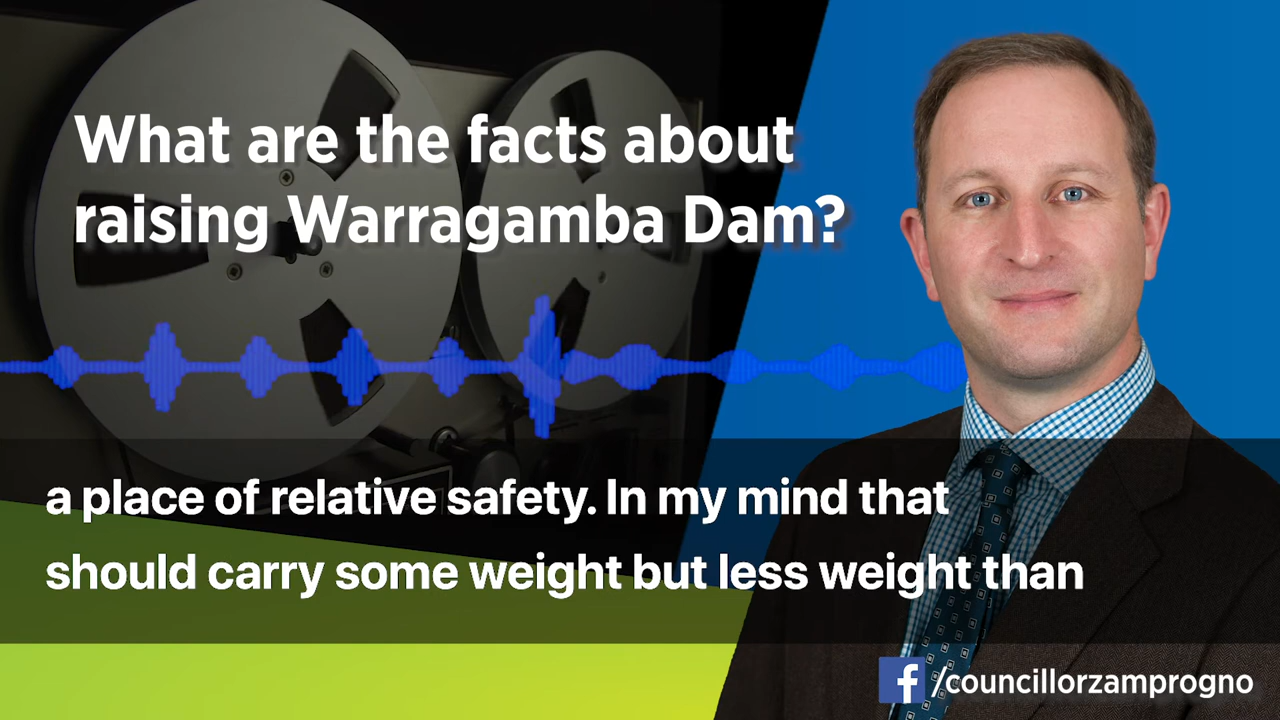 What are the facts about
raising Warragamba Dam?
a place of relative safety. In my mind that
should carry some weight but less weight than
f/councillorzamprogno